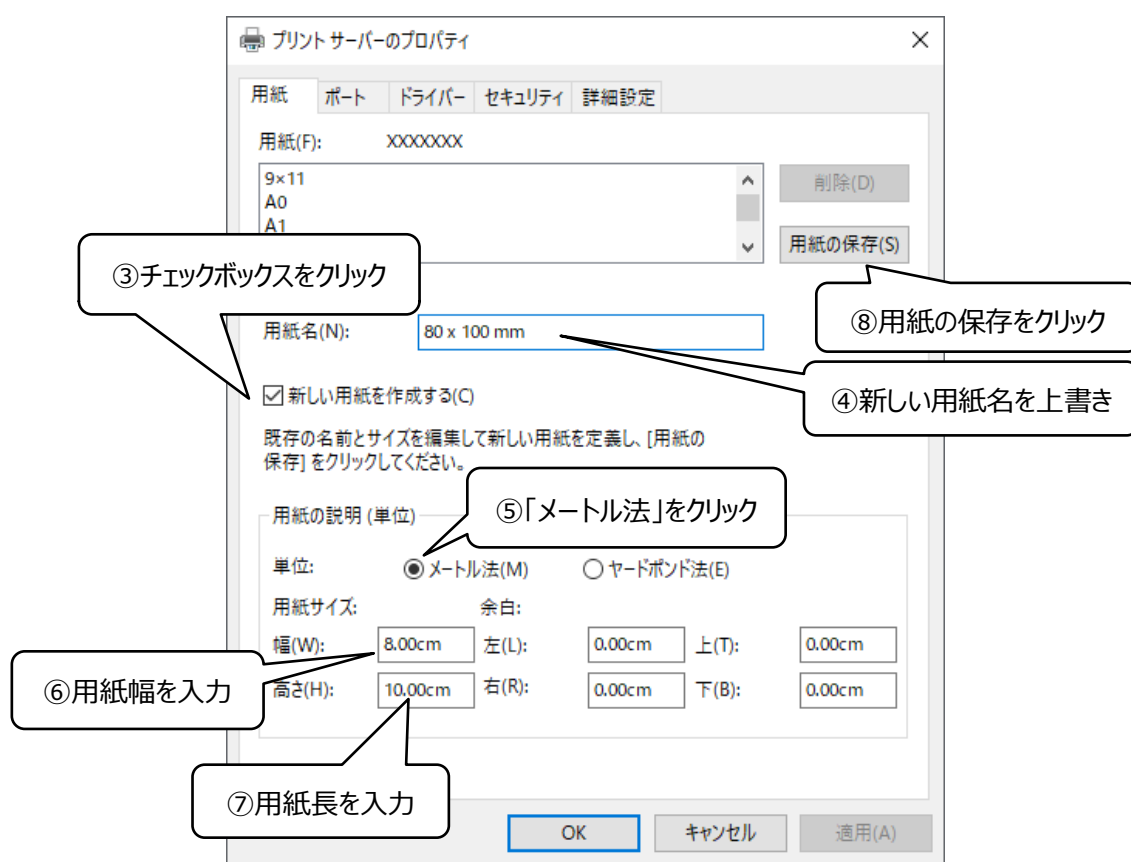 プリント サーバーのプロパティ
用紙 ポート ドライバー セキュリティ 詳細設定
用紙(F): XXXXXXX
9×11
A0
A1
削除(D)
用紙の保存(S)
③チェックボックスをクリック
⑧用紙の保存をクリック
用紙名(N): 80 x 100 mm
④新しい用紙名を上書き
新しい用紙を作成する(C)
既存の名前とサイズを編集して新しい用紙を定義し、[用紙の
保存] をクリックしてください。
⑤「メートル法」をクリック
用紙の説明 (単位)
単位: メートル法(M) ヤードポンド法(E)
用紙サイズ: 余白:
幅(W): 8.00cm 左(L): 0.00cm 上(T): 0.00cm
⑥用紙幅を入力
高さ(H): 10.00cm 右(R): 0.00cm 下(B): 0.00cm
⑦用紙長を入力
OK キャンセル 適用(A)